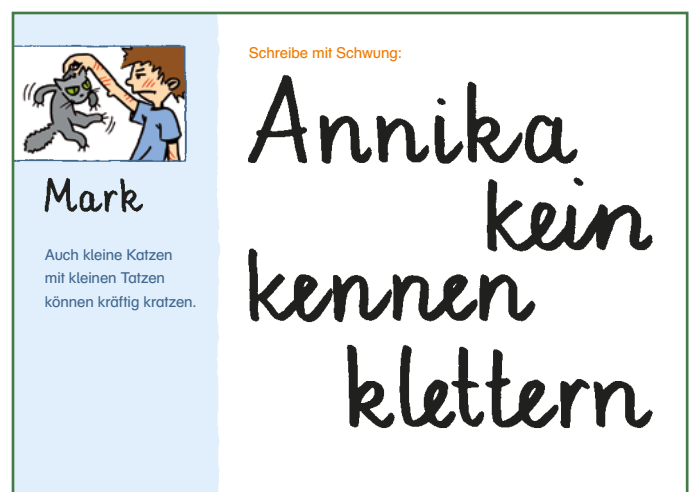 Mark
Auch kleine Katzen
mit kleinen Tatzen
können kräftig kratzen.
Schreibe mit Schwung:
Annika
kein
kennen
klettern